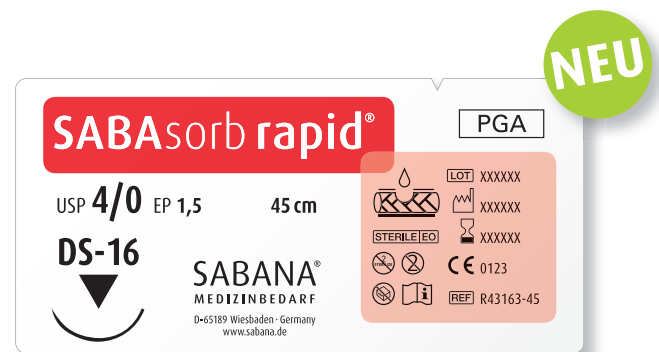 NEU
SABAsorb rapid®
PGA
USP 4/0 EP 1,5 45 cm
DS-16
SABANA®
MEDIZINBEDARF
D-65189 Wiesbaden · Germany
www.sabana.de
LOT XXXXXX
XXXXXX
STERILE EO XXXXXX
2
CE 0123
i
REF R43163-45